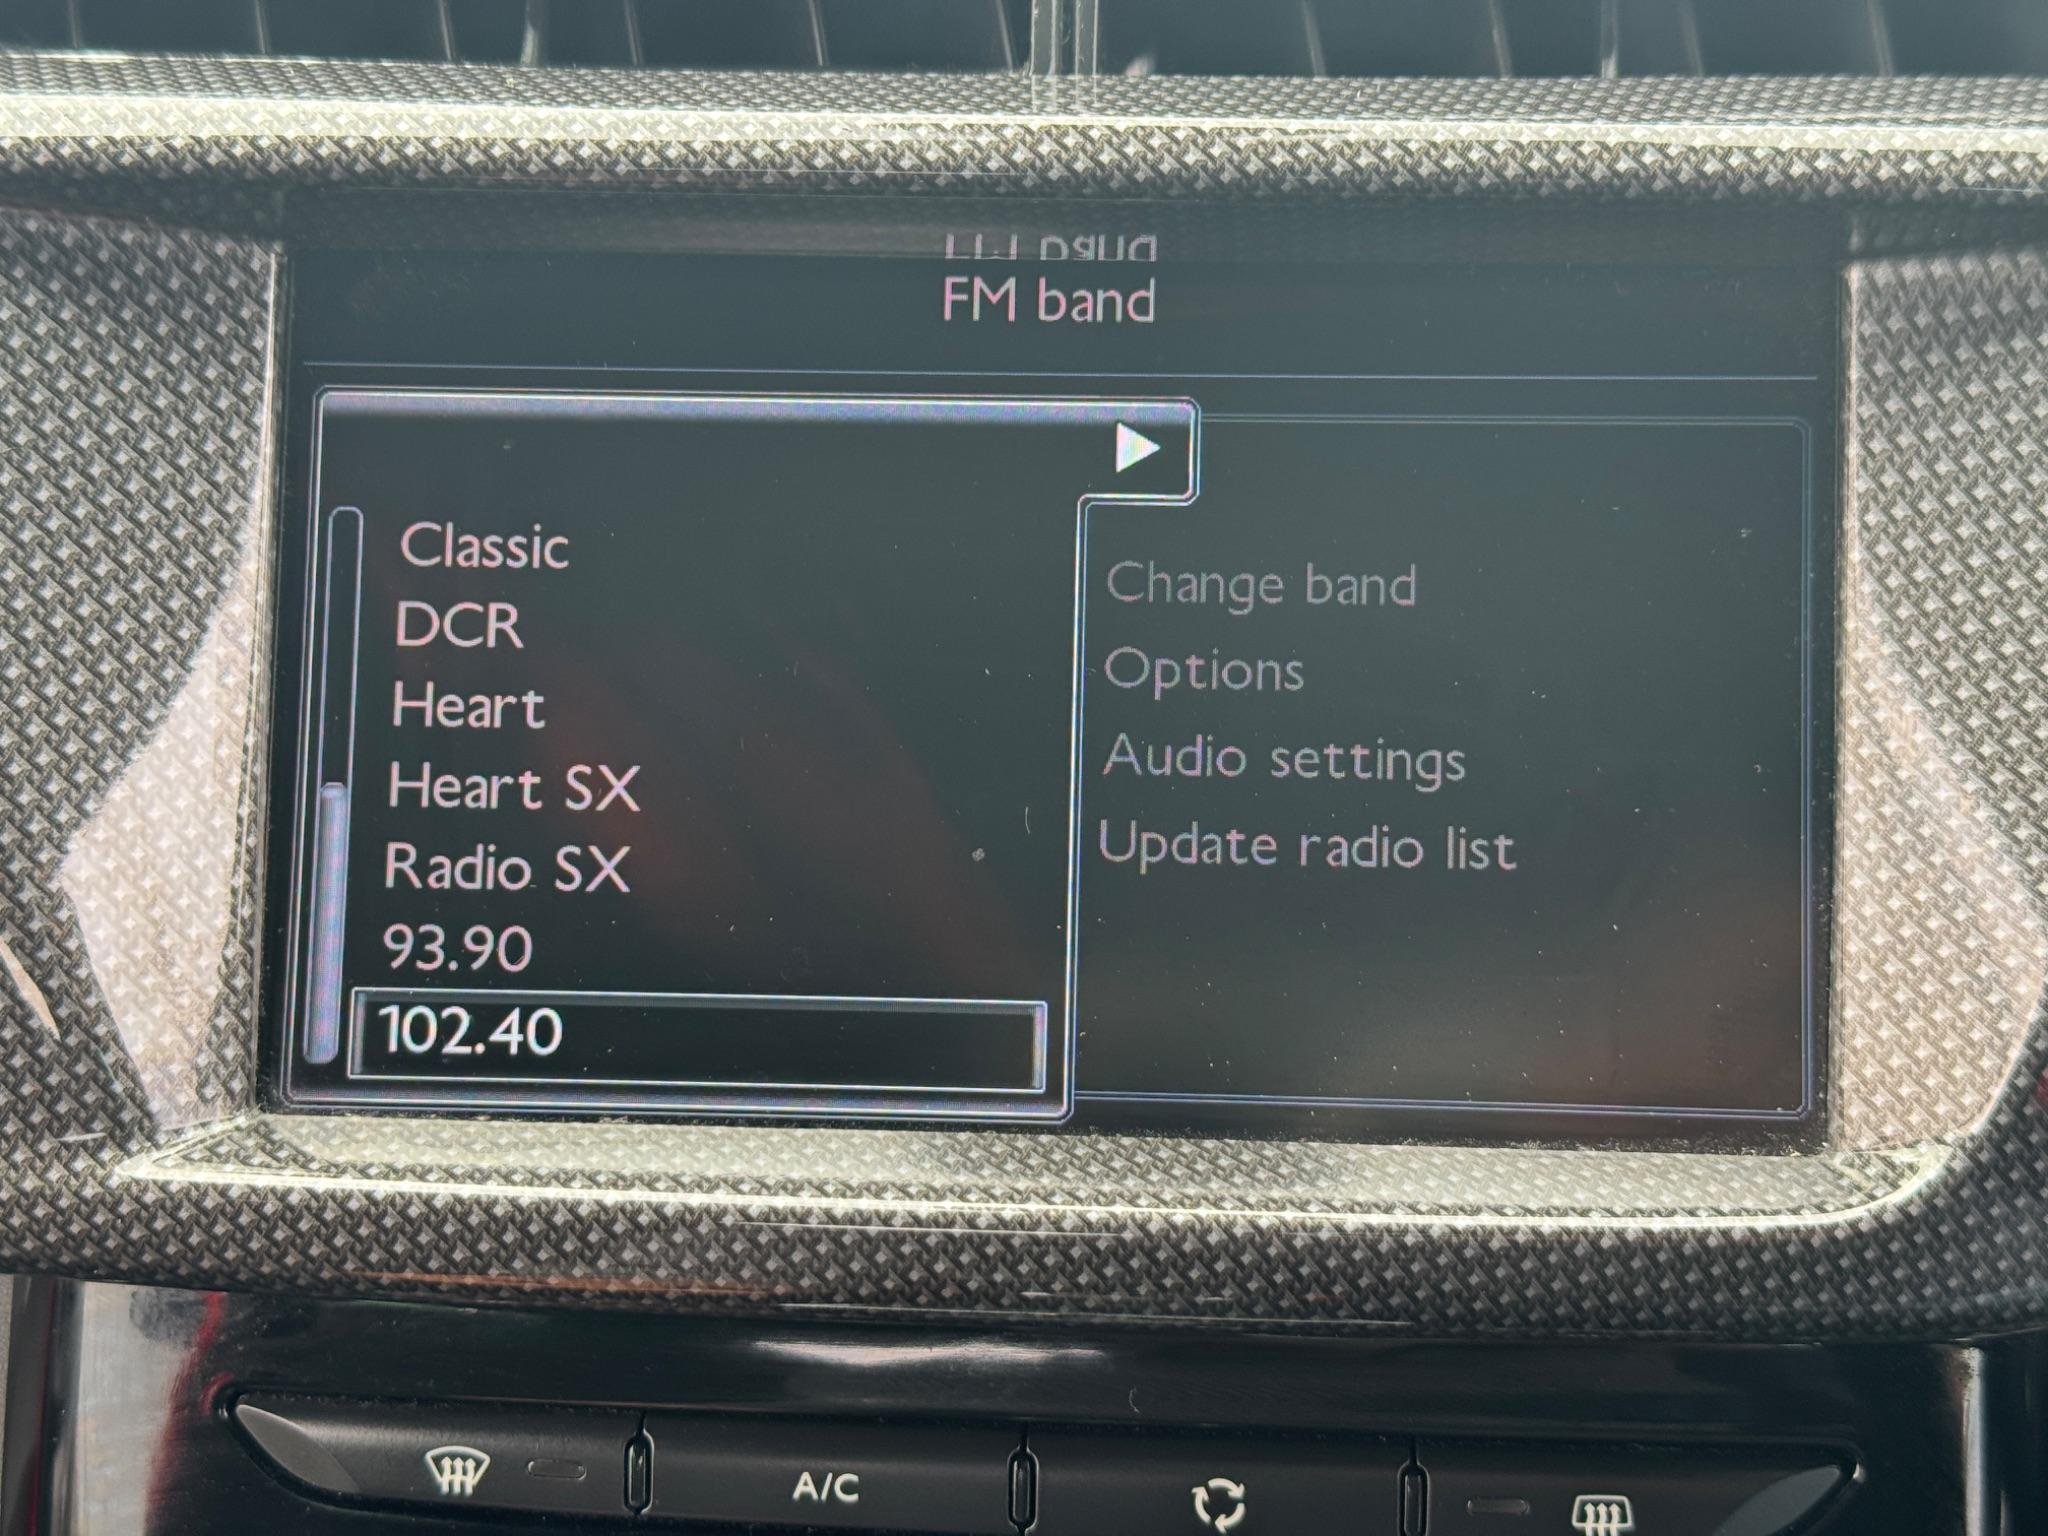 FM band
Classic
DCR
Heart
Heart SX
Radio SX
93.90
102.40
Change band
Options
Audio settings
Update radio list
A/C